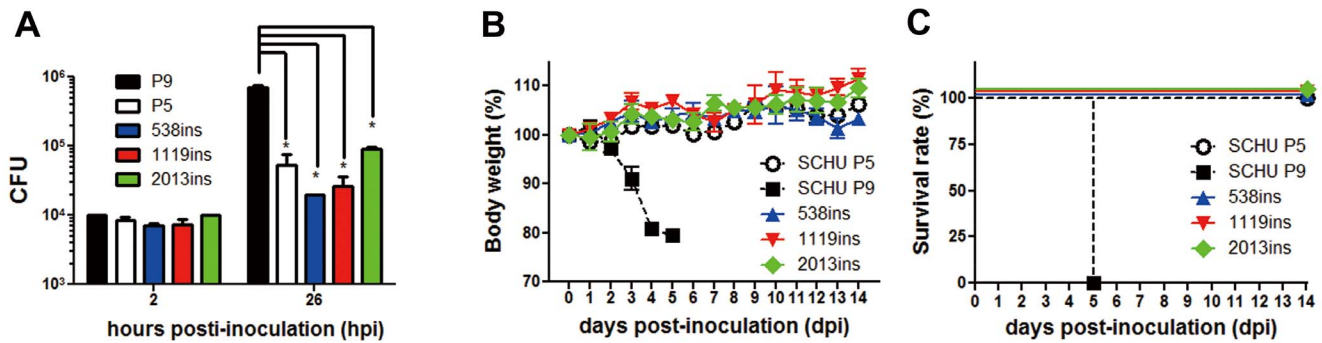 A
CFU
10⁶
10⁵
10⁴
10³
P9
P5
538ins
1119ins
2013ins
* * * *
2 26
hours posti-inoculation (hpi)
B
Body weight (%)
110
100
90
80
70
SCHU P5
SCHU P9
538ins
1119ins
2013ins
0 1 2 3 4 5 6 7 8 9 10 11 12 13 14
days post-inoculation (dpi)
C
Survival rate (%)
100
75
50
25
0
SCHU P5
SCHU P9
538ins
1119ins
2013ins
0 1 2 3 4 5 6 7 8 9 10 11 12 13 14
days post-inoculation (dpi)